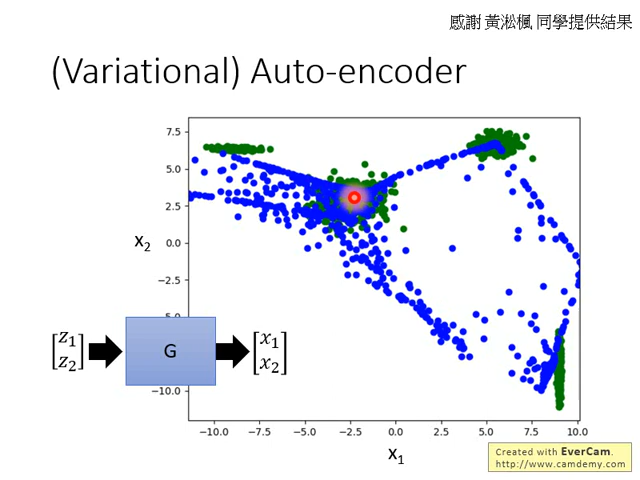 感謝 黃淞楓 同學提供結果
(Variational) Auto-encoder
7.5
5.0
2.5
x2
0.0
−2.5
−5.0
[z1 z2]
G
[x1 x2]
−10.0
−10.0 −7.5 −5.0 −2.5 0.0 2.5 5.0 7.5 10.0
x1
Created with EverCam.
http://www.camdemy.com